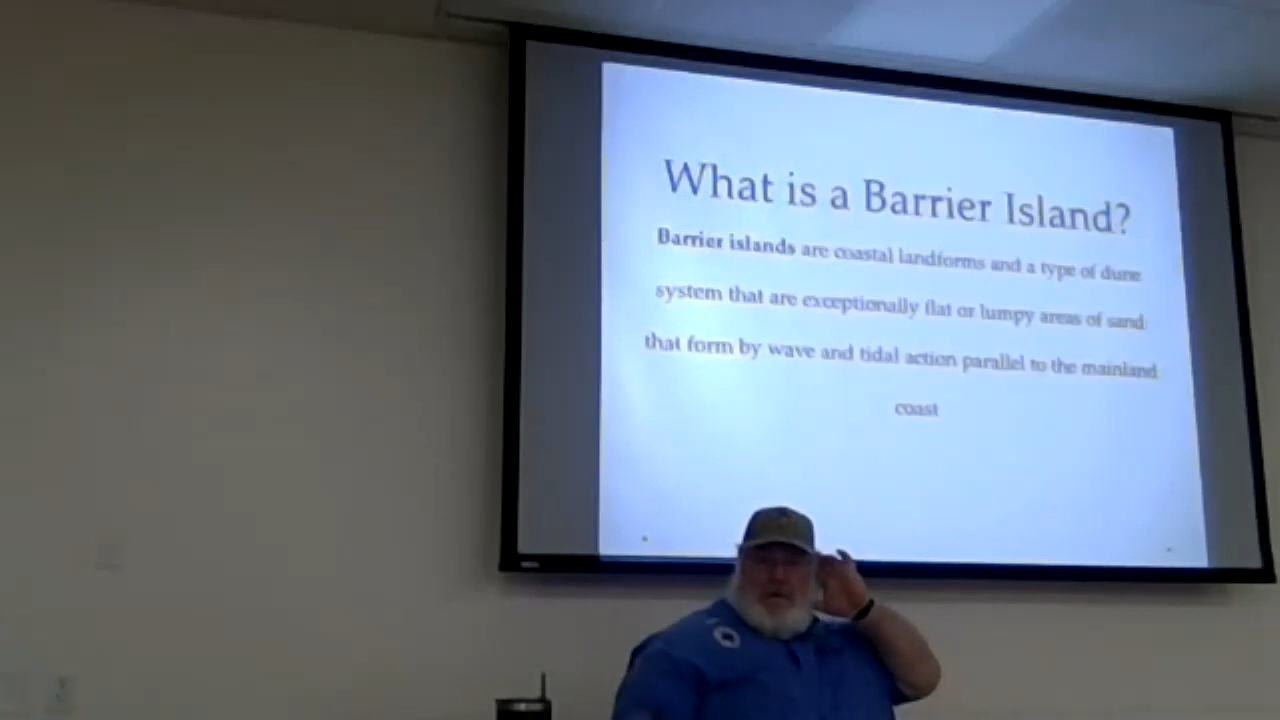 What is a Barrier Island?
Barrier islands are coastal landforms and a type of dune
system that are exceptionally flat or lumpy areas of sand
that form by wave and tidal action parallel to the mainland
coast